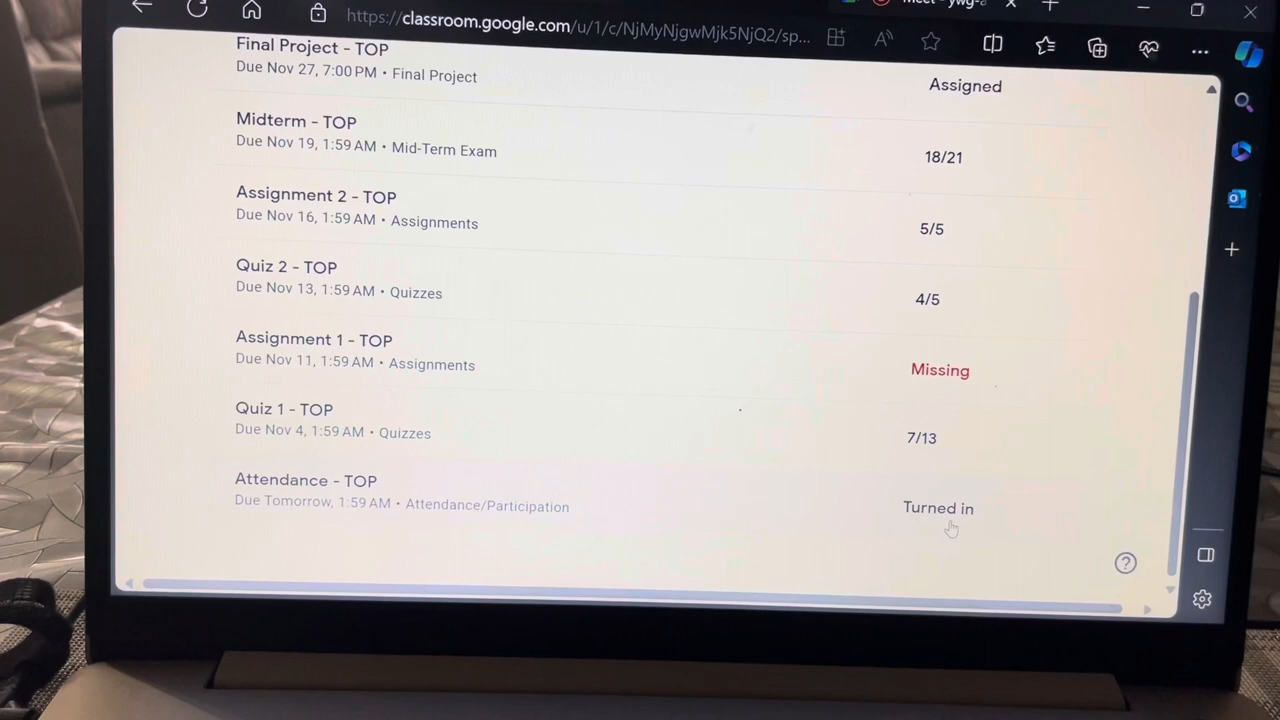 https://classroom.google.com/u/1/c/NjMyNjgwMjk5NjQ2/sp...
Final Project - TOP
Due Nov 27, 7:00 PM • Final Project
Assigned
Midterm - TOP
Due Nov 19, 1:59 AM • Mid-Term Exam
18/21
Assignment 2 - TOP
Due Nov 16, 1:59 AM • Assignments
5/5
Quiz 2 - TOP
Due Nov 13, 1:59 AM • Quizzes
4/5
Assignment 1 - TOP
Due Nov 11, 1:59 AM • Assignments
Missing
Quiz 1 - TOP
Due Nov 4, 1:59 AM • Quizzes
7/13
Attendance - TOP
Due Tomorrow, 1:59 AM • Attendance/Participation
Turned in